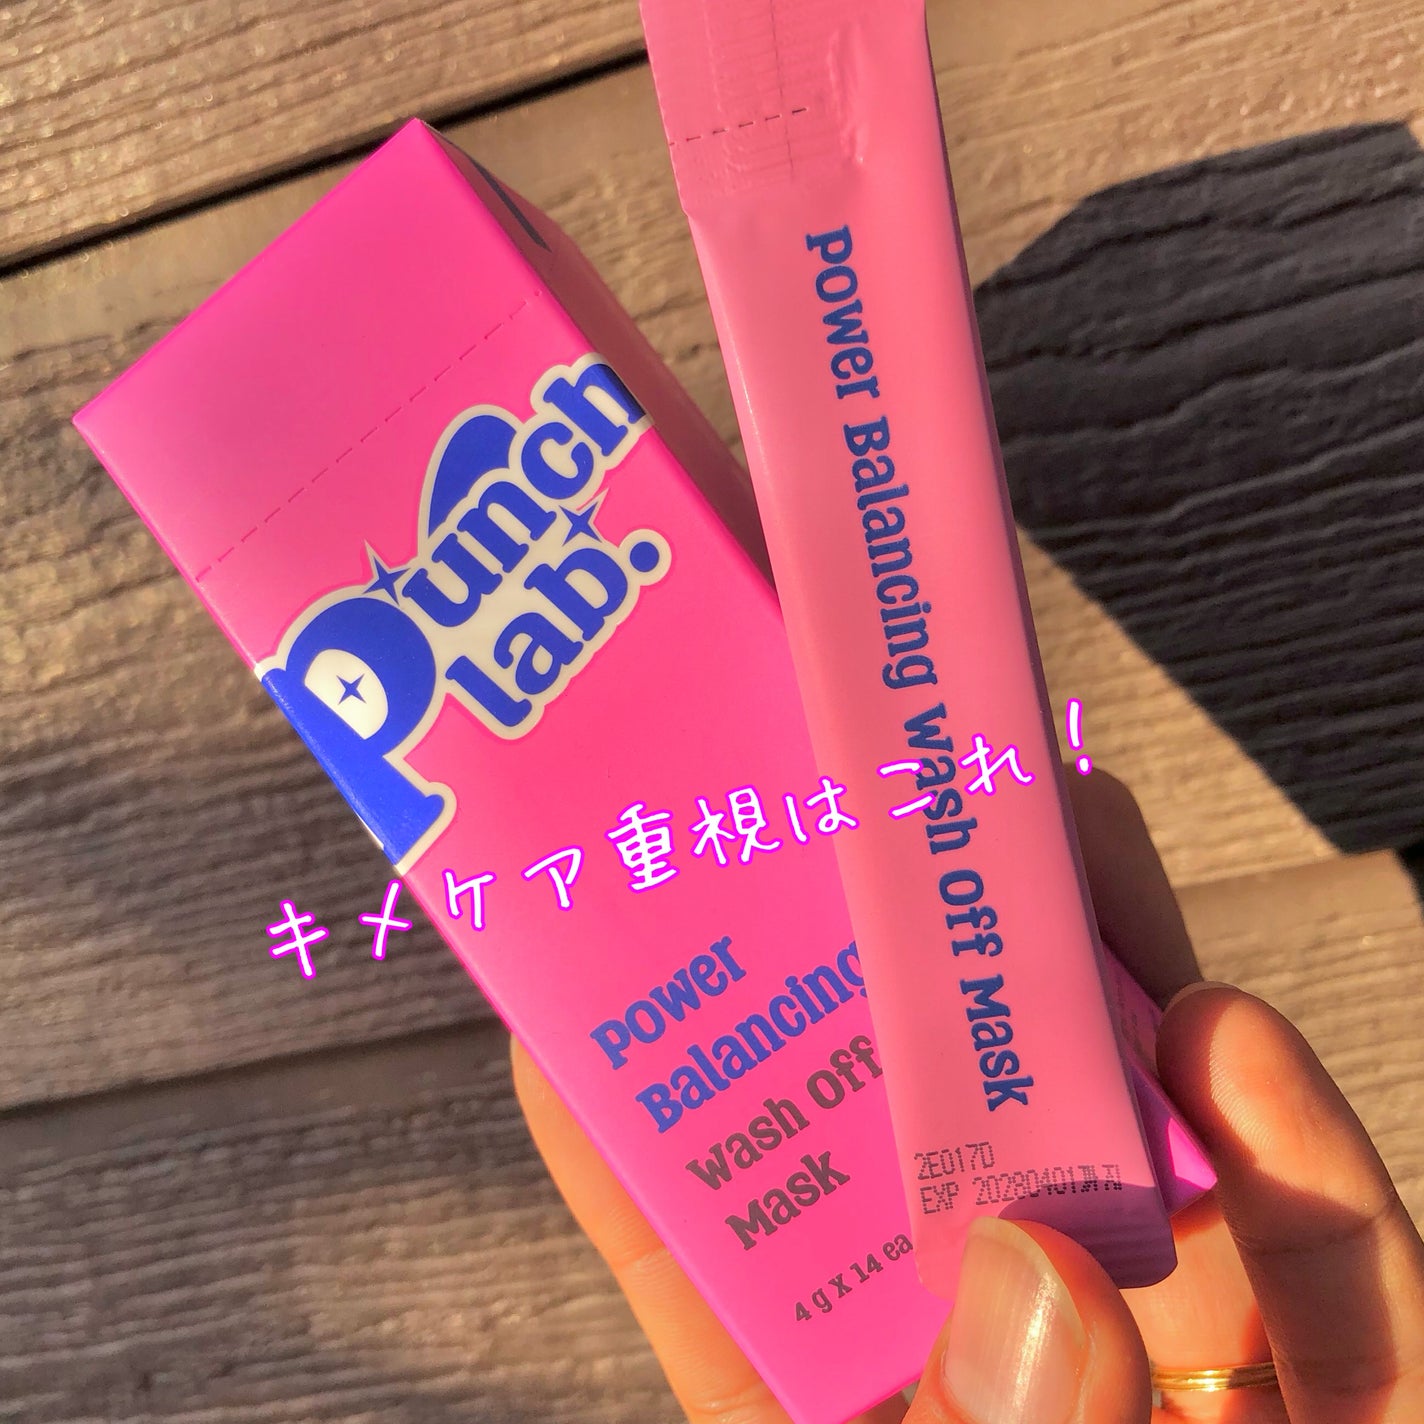 Punch
lab.
Power
Balancing
Wash Off
Mask
4 g X 14 ea
Power Balancing Wash Off Mask
2E017D
EXP 20280401까지
キメケア重視はこれ！